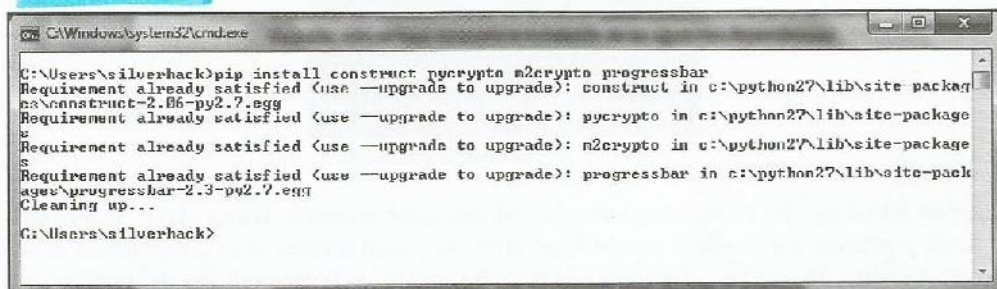 C:\Windows\system32\cmd.exe
C:\Users\silverhack>pip install construct pycrypto m2crypto progressbar
Requirement already satisfied (use --upgrade to upgrade): construct in c:\python27\lib\site-packag
es\construct-2.06-py2.7.egg
Requirement already satisfied (use --upgrade to upgrade): pycrypto in c:\python27\lib\site-package
s
Requirement already satisfied (use --upgrade to upgrade): m2crypto in c:\python27\lib\site-package
s
Requirement already satisfied (use --upgrade to upgrade): progressbar in c:\python27\lib\site-pack
ages\progressbar-2.3-py2.7.egg
Cleaning up...
C:\Users\silverhack>